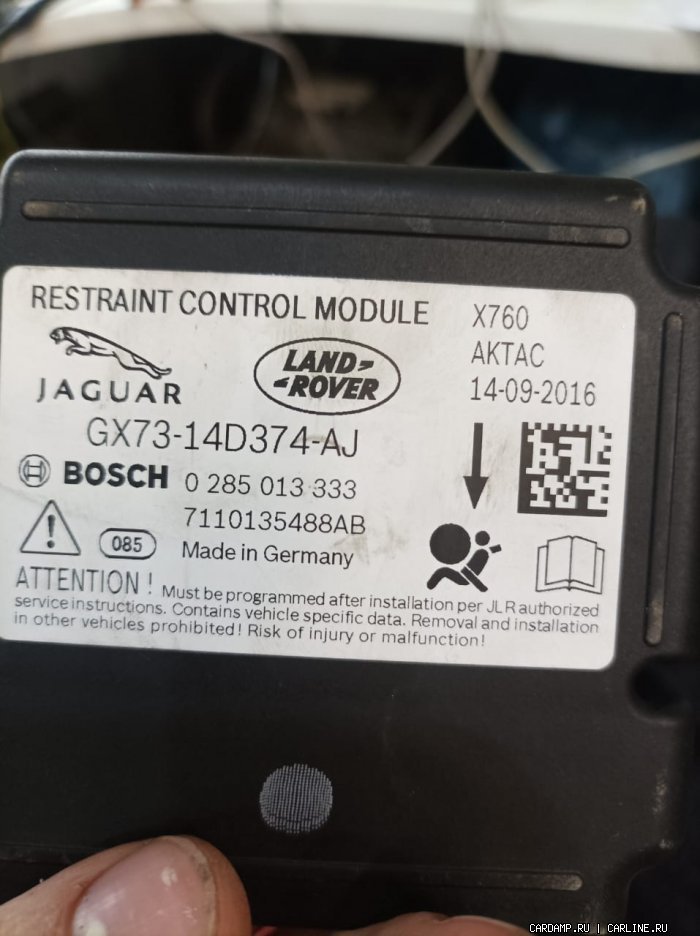 RESTRAINT CONTROL MODULE
X760
AKTAC
14-09-2016
JAGUAR
LAND-
-ROVER
GX73-14D374-AJ
BOSCH 0 285 013 333
7110135488AB
085
Made in Germany
ATTENTION ! Must be programmed after installation per JLR authorized
service instructions. Contains vehicle specific data. Removal and installation
in other vehicles prohibited! Risk of injury or malfunction!
CARDAMP.RU | CARLINE.RU